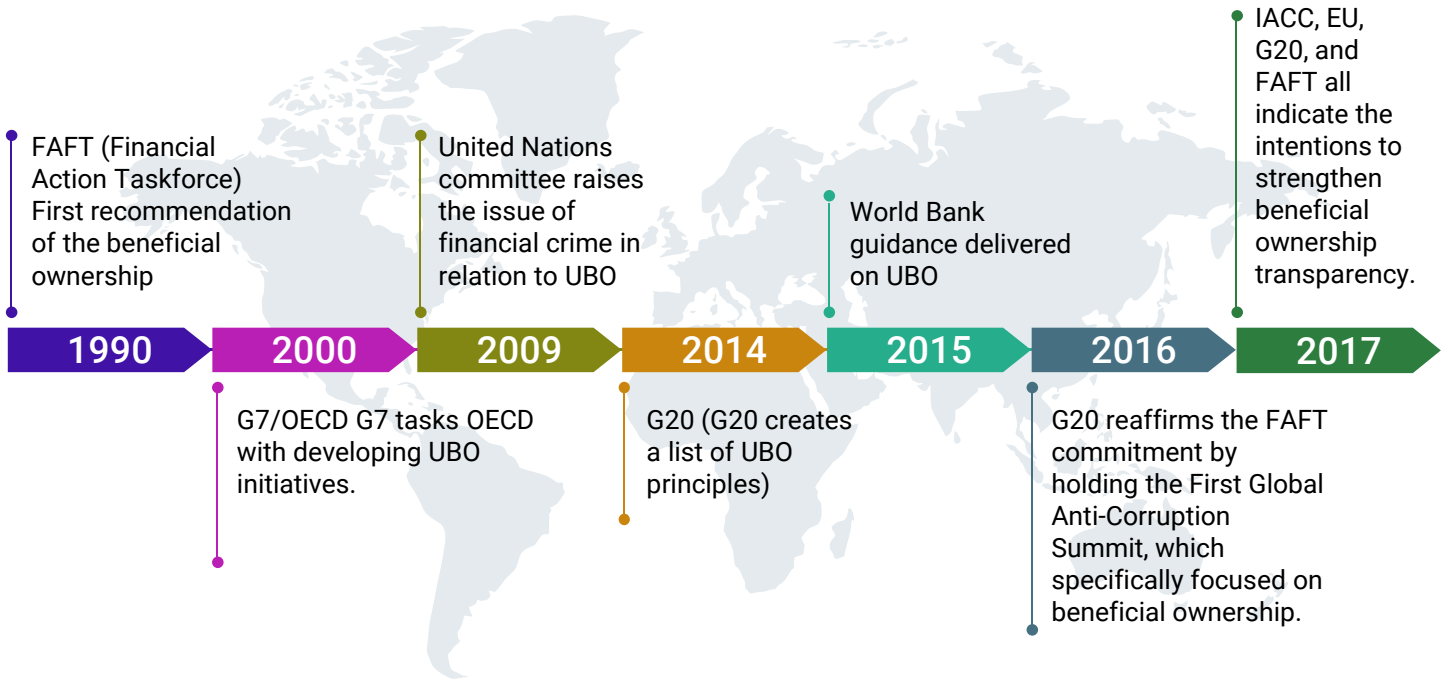 FAFT (Financial
Action Taskforce)
First recommendation
of the beneficial
ownership
United Nations
committee raises
the issue of
financial crime in
relation to UBO
World Bank
guidance delivered
on UBO
IACC, EU,
G20, and
FAFT all
indicate the
intentions to
strengthen
beneficial
ownership
transparency.
1990
2000
2009
2014
2015
2016
2017
G7/OECD G7 tasks OECD
with developing UBO
initiatives.
G20 (G20 creates
a list of UBO
principles)
G20 reaffirms the FAFT
commitment by
holding the First Global
Anti-Corruption
Summit, which
specifically focused on
beneficial ownership.